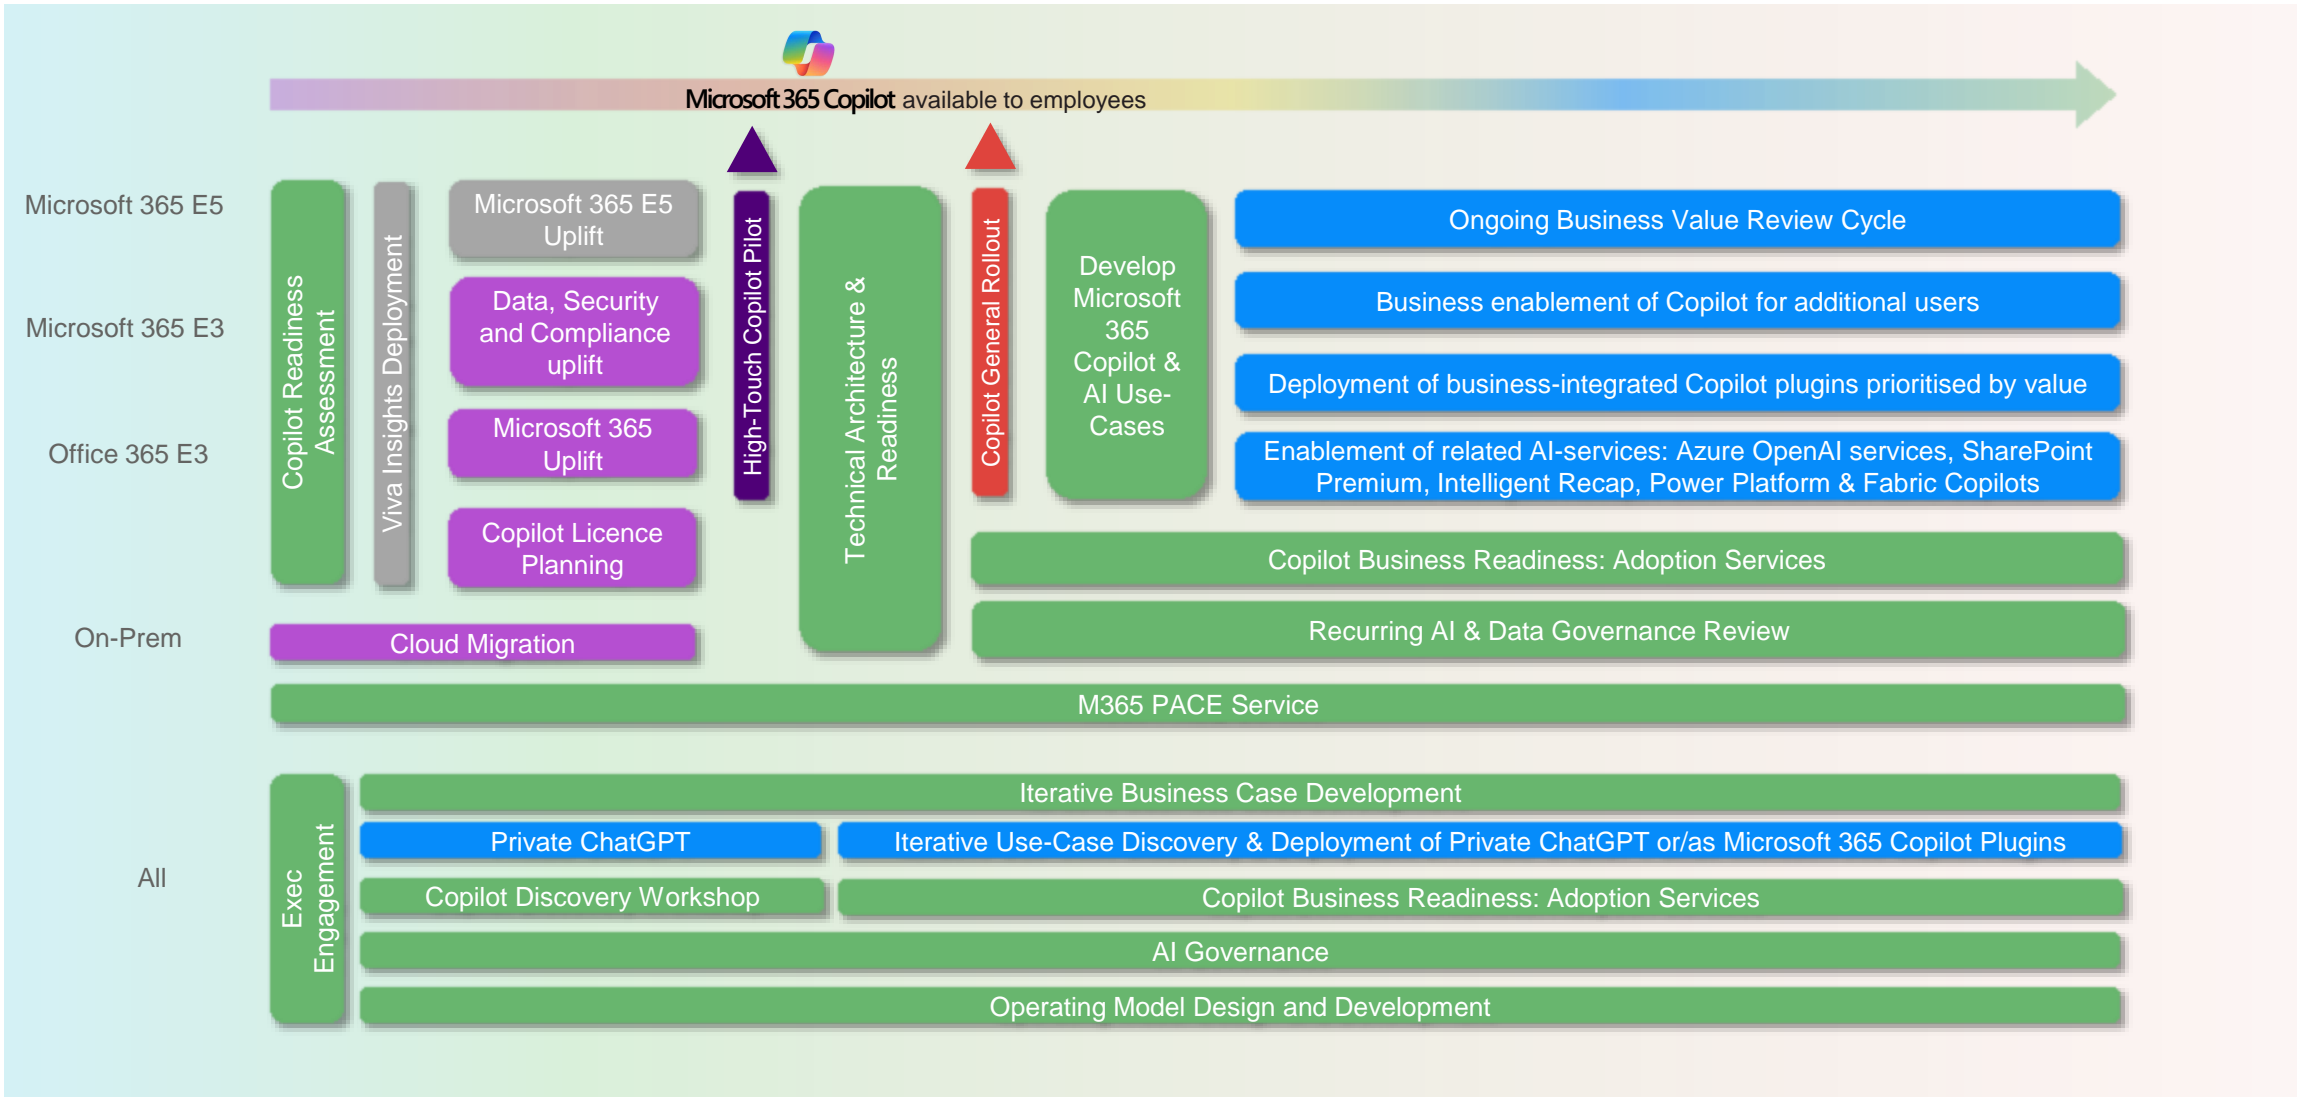 Microsoft 365 Copilot available to employees
Microsoft 365 E5
Microsoft 365 E3
Office 365 E3
On-Prem
All
Copilot Readiness
Assessment
Viva Insights Deployment
Microsoft 365 E5
Uplift
Data, Security
and Compliance
uplift
Microsoft 365
Uplift
Copilot Licence
Planning
High-Touch Copilot Pilot
Technical Architecture &
Readiness
Copilot General Rollout
Develop
Microsoft
365
Copilot &
AI Use-
Cases
Ongoing Business Value Review Cycle
Business enablement of Copilot for additional users
Deployment of business-integrated Copilot plugins prioritised by value
Enablement of related AI-services: Azure OpenAI services, SharePoint
Premium, Intelligent Recap, Power Platform & Fabric Copilots
Copilot Business Readiness: Adoption Services
Cloud Migration
Recurring AI & Data Governance Review
M365 PACE Service
Exec
Engagement
Iterative Business Case Development
Private ChatGPT
Iterative Use-Case Discovery & Deployment of Private ChatGPT or/as Microsoft 365 Copilot Plugins
Copilot Discovery Workshop
Copilot Business Readiness: Adoption Services
AI Governance
Operating Model Design and Development